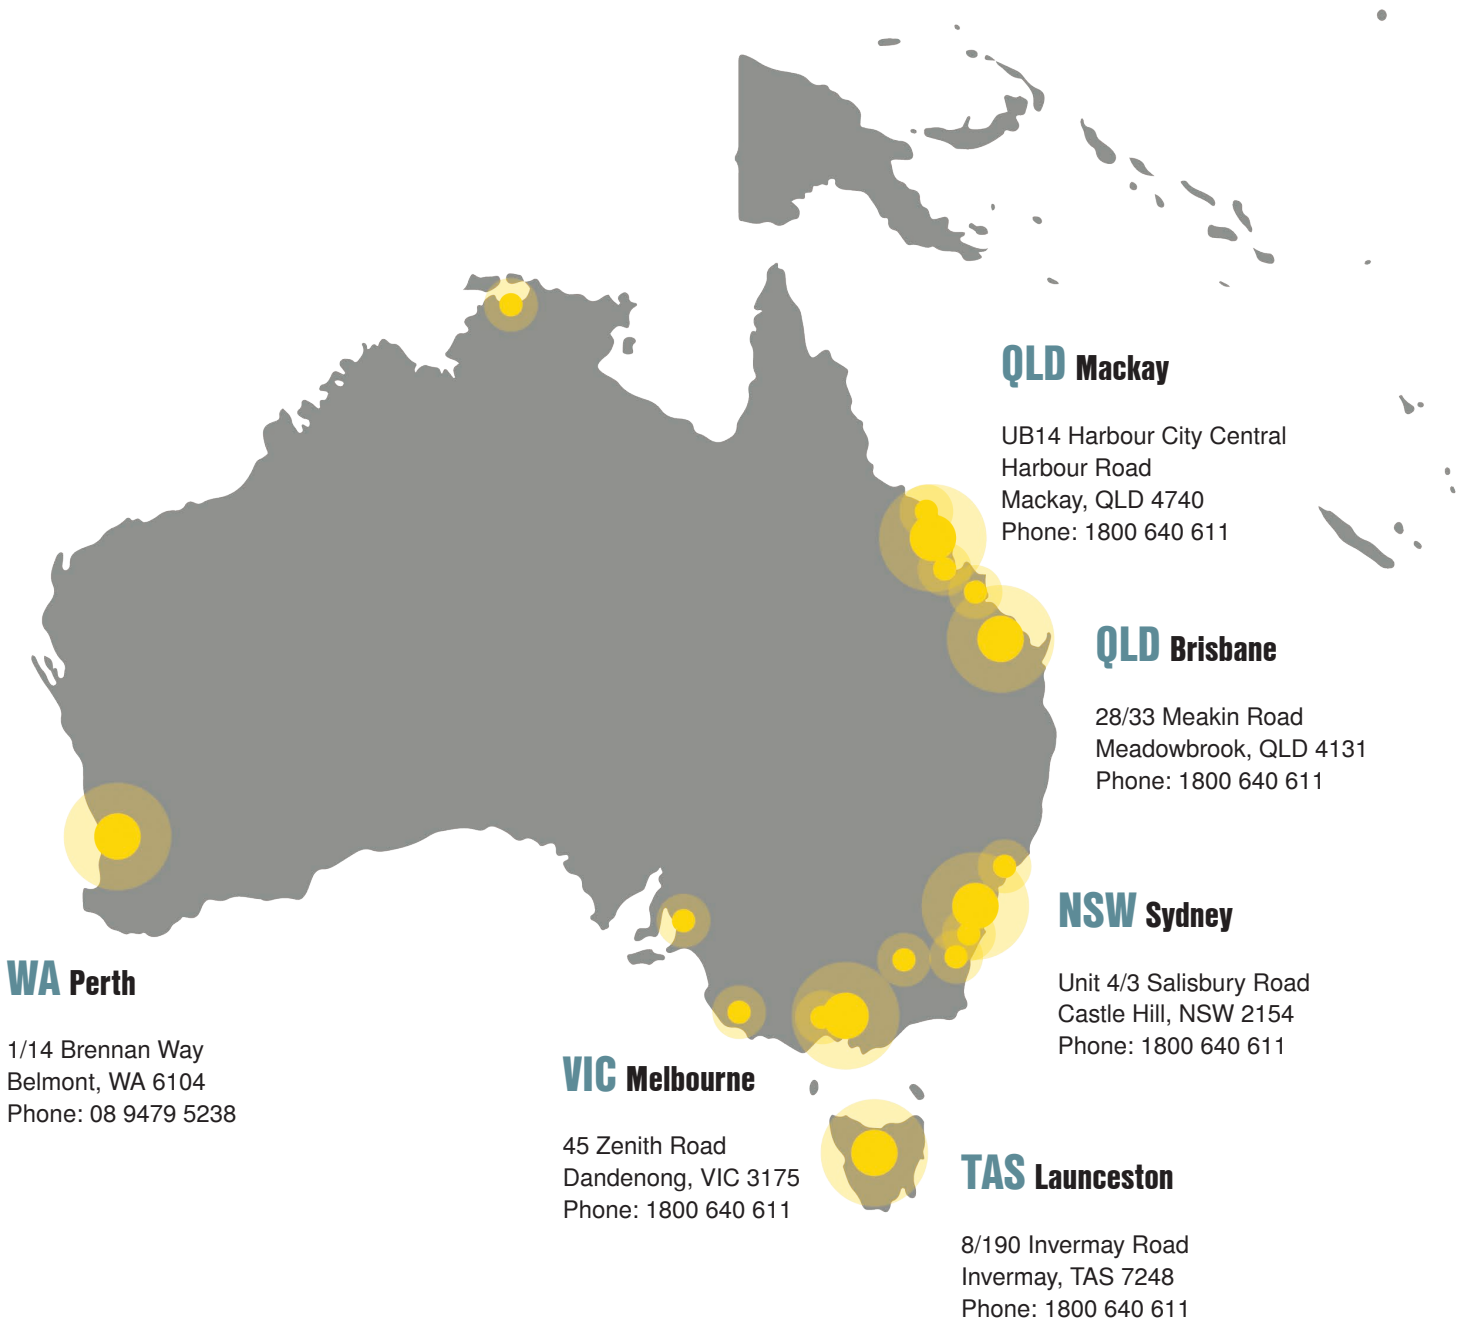 QLD Mackay
UB14 Harbour City Central
Harbour Road
Mackay, QLD 4740
Phone: 1800 640 611
QLD Brisbane
28/33 Meakin Road
Meadowbrook, QLD 4131
Phone: 1800 640 611
NSW Sydney
Unit 4/3 Salisbury Road
Castle Hill, NSW 2154
Phone: 1800 640 611
WA Perth
1/14 Brennan Way
Belmont, WA 6104
Phone: 08 9479 5238
VIC Melbourne
45 Zenith Road
Dandenong, VIC 3175
Phone: 1800 640 611
TAS Launceston
8/190 Invermay Road
Invermay, TAS 7248
Phone: 1800 640 611